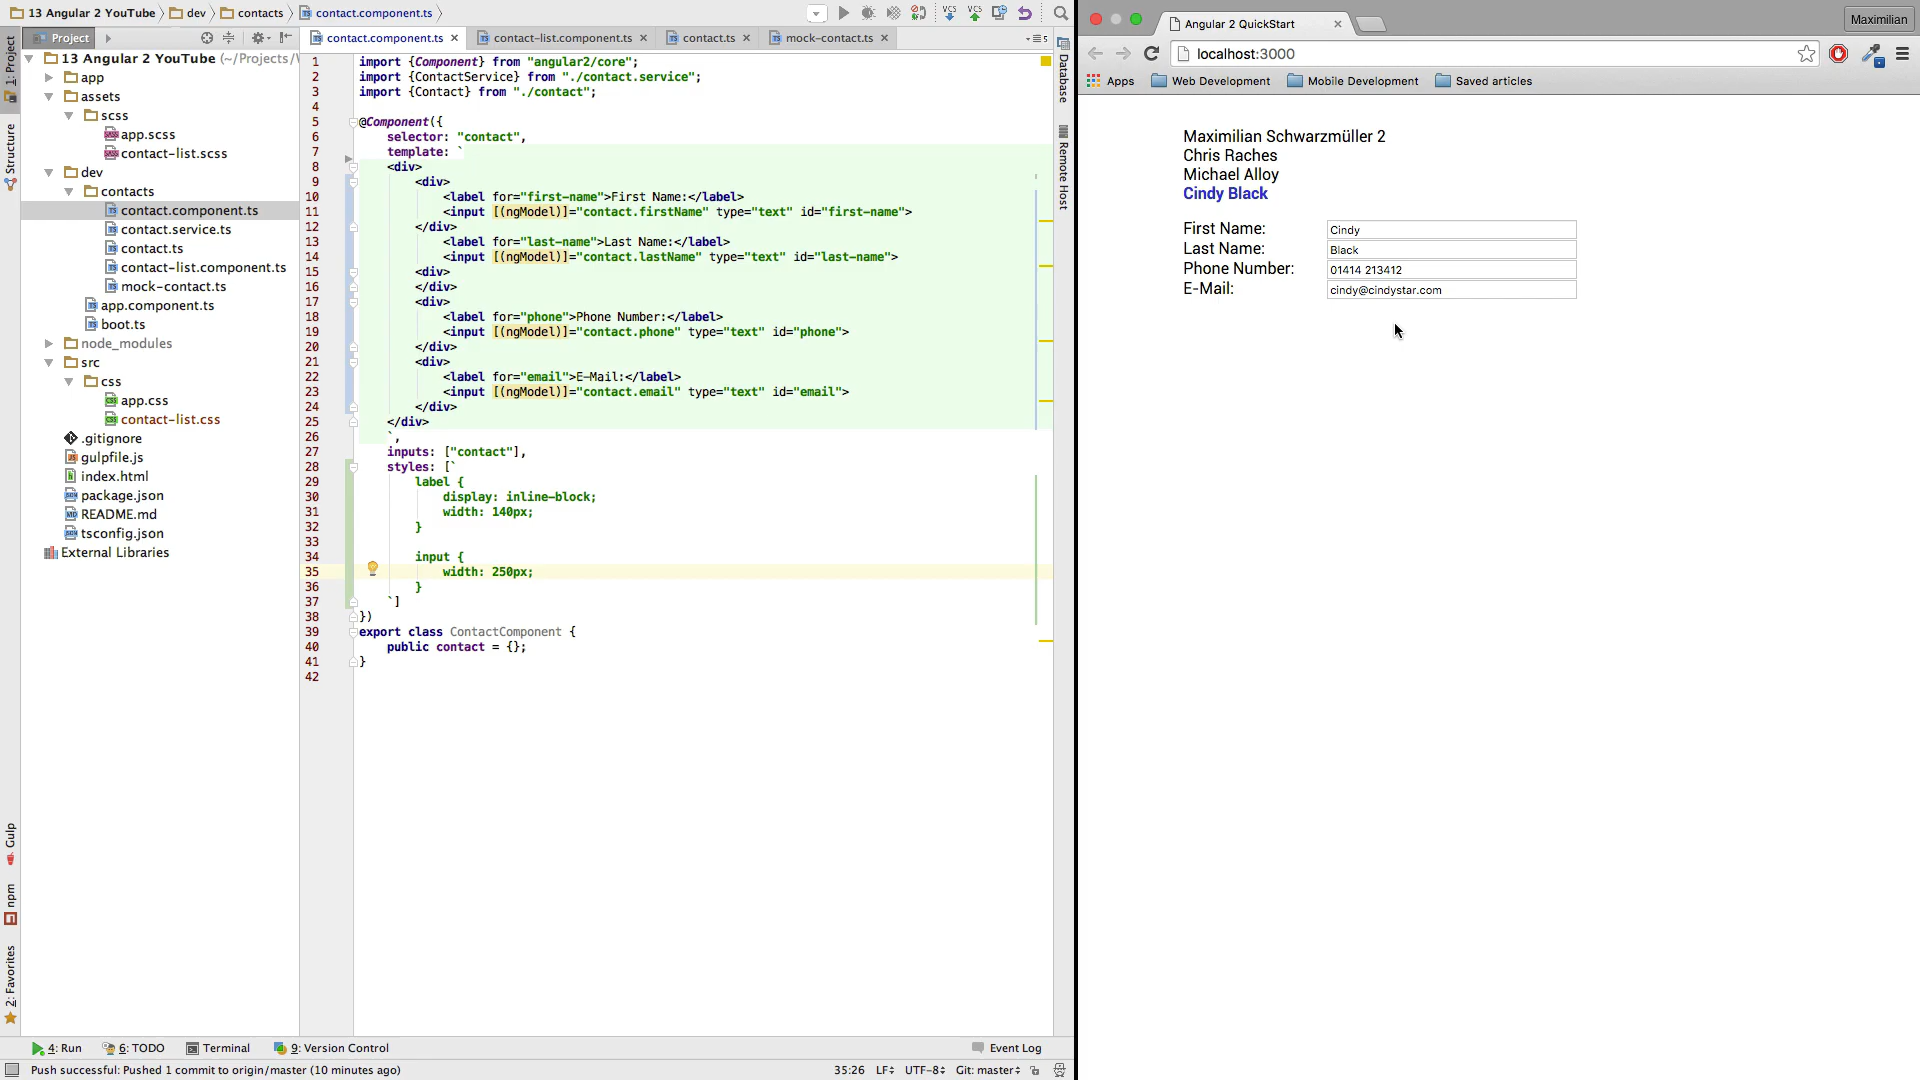 13 Angular 2 YouTube dev contacts contact.component.ts
Project
contact.component.ts contact-list.component.ts contact.ts mock-contact.ts
1: Project
Structure
Gulp
npm
2: Favorites
13 Angular 2 YouTube (~/Projects/
app
assets
scss
app.scss
contact-list.scss
dev
contacts
contact.component.ts
contact.service.ts
contact.ts
contact-list.component.ts
mock-contact.ts
app.component.ts
boot.ts
node_modules
src
css
app.css
contact-list.css
.gitignore
gulpfile.js
index.html
package.json
README.md
tsconfig.json
External Libraries
1 import {Component} from "angular2/core";
2 import {ContactService} from "./contact.service";
3 import {Contact} from "./contact";
4
5 @Component({
6 selector: "contact",
7 template: `
8 <div>
9 <div>
10 <label for="first-name">First Name:</label>
11 <input [(ngModel)]="contact.firstName" type="text" id="first-name">
12 </div>
13 <label for="last-name">Last Name:</label>
14 <input [(ngModel)]="contact.lastName" type="text" id="last-name">
15 <div>
16 </div>
17 <div>
18 <label for="phone">Phone Number:</label>
19 <input [(ngModel)]="contact.phone" type="text" id="phone">
20 </div>
21 <div>
22 <label for="email">E-Mail:</label>
23 <input [(ngModel)]="contact.email" type="text" id="email">
24 </div>
25 </div>
26 `,
27 inputs: ["contact"],
28 styles: [`
29 label {
30 display: inline-block;
31 width: 140px;
32 }
33
34 input {
35 width: 250px;
36 }
37 `]
38 })
39 export class ContactComponent {
40 public contact = {};
41 }
42
Database
Remote Host
4: Run 6: TODO Terminal 9: Version Control Event Log
Push successful: Pushed 1 commit to origin/master (10 minutes ago) 35:26 LF UTF-8 Git: master
Angular 2 QuickStart Maximilian
localhost:3000
Apps Web Development Mobile Development Saved articles
Maximilian Schwarzmüller 2
Chris Raches
Michael Alloy
Cindy Black
First Name: Cindy
Last Name: Black
Phone Number: 01414 213412
E-Mail: cindy@cindystar.com